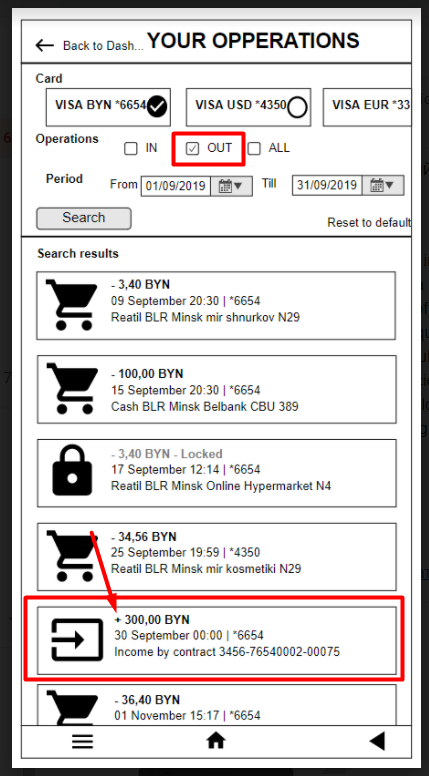 Back to Dash... YOUR OPPERATIONS
Card
VISA BYN *6654 VISA USD *4350 VISA EUR *33
Operations IN OUT ALL
Period From 01/09/2019 Till 31/09/2019
Search Reset to default
Search results
- 3,40 BYN
09 September 20:30 | *6654
Reatil BLR Minsk mir shnurkov N29
- 100,00 BYN
15 September 20:30 | *6654
Cash BLR Minsk Belbank CBU 389
- 3,40 BYN - Locked
17 September 12:14 | *6654
Reatil BLR Minsk Online Hypermarket N4
- 34,56 BYN
25 September 19:59 | *4350
Reatil BLR Minsk mir kosmetiki N29
+ 300,00 BYN
30 September 00:00 | *6654
Income by contract 3456-76540002-00075
- 36,40 BYN
01 November 15:17 | *6654